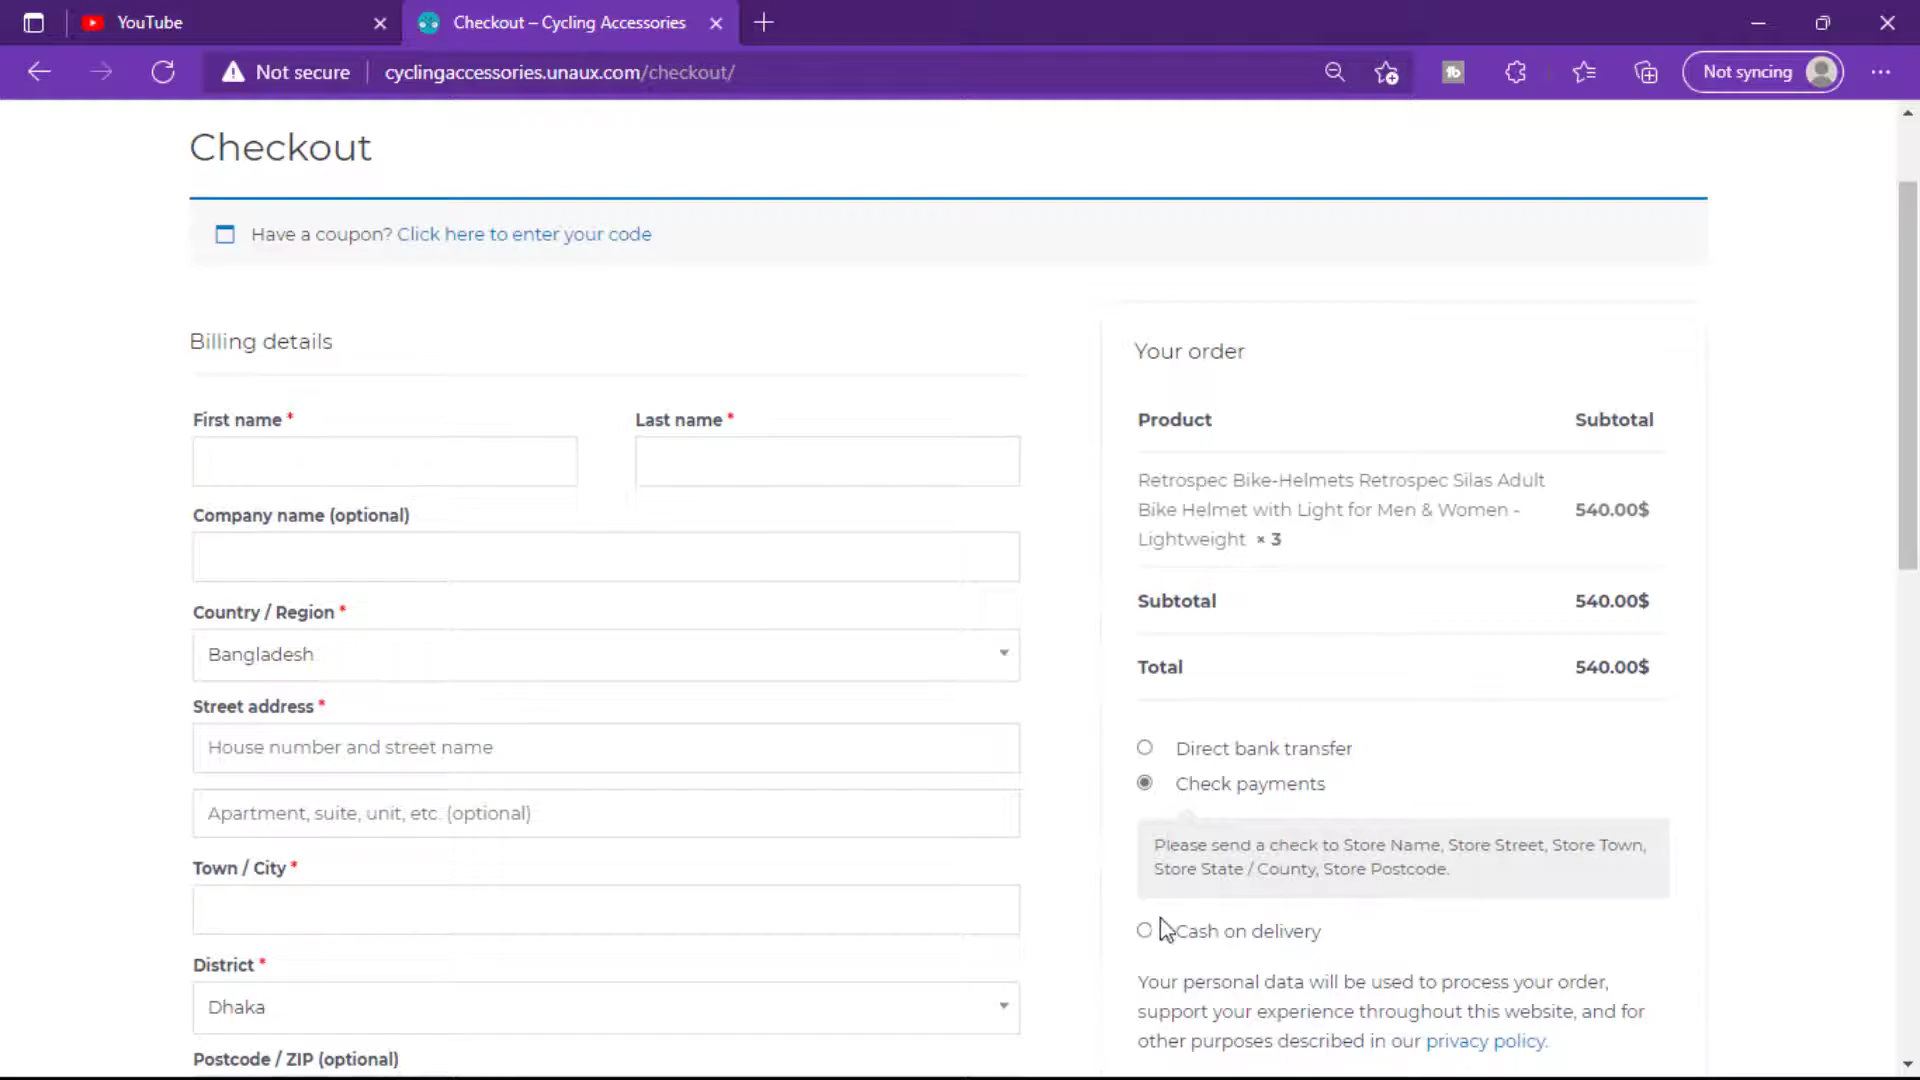 YouTube
Checkout – Cycling Accessories
Not secure
cyclingaccessories.unaux.com/checkout/
Not syncing
Checkout
Have a coupon? Click here to enter your code
Billing details
First name *
Last name *
Company name (optional)
Country / Region *
Bangladesh
Street address *
House number and street name
Apartment, suite, unit, etc. (optional)
Town / City *
District *
Dhaka
Postcode / ZIP (optional)
Your order
Product Subtotal
Retrospec Bike-Helmets Retrospec Silas Adult
Bike Helmet with Light for Men & Women - 540.00$
Lightweight × 3
Subtotal 540.00$
Total 540.00$
Direct bank transfer
Check payments
Please send a check to Store Name, Store Street, Store Town,
Store State / County, Store Postcode.
Cash on delivery
Your personal data will be used to process your order,
support your experience throughout this website, and for
other purposes described in our privacy policy.